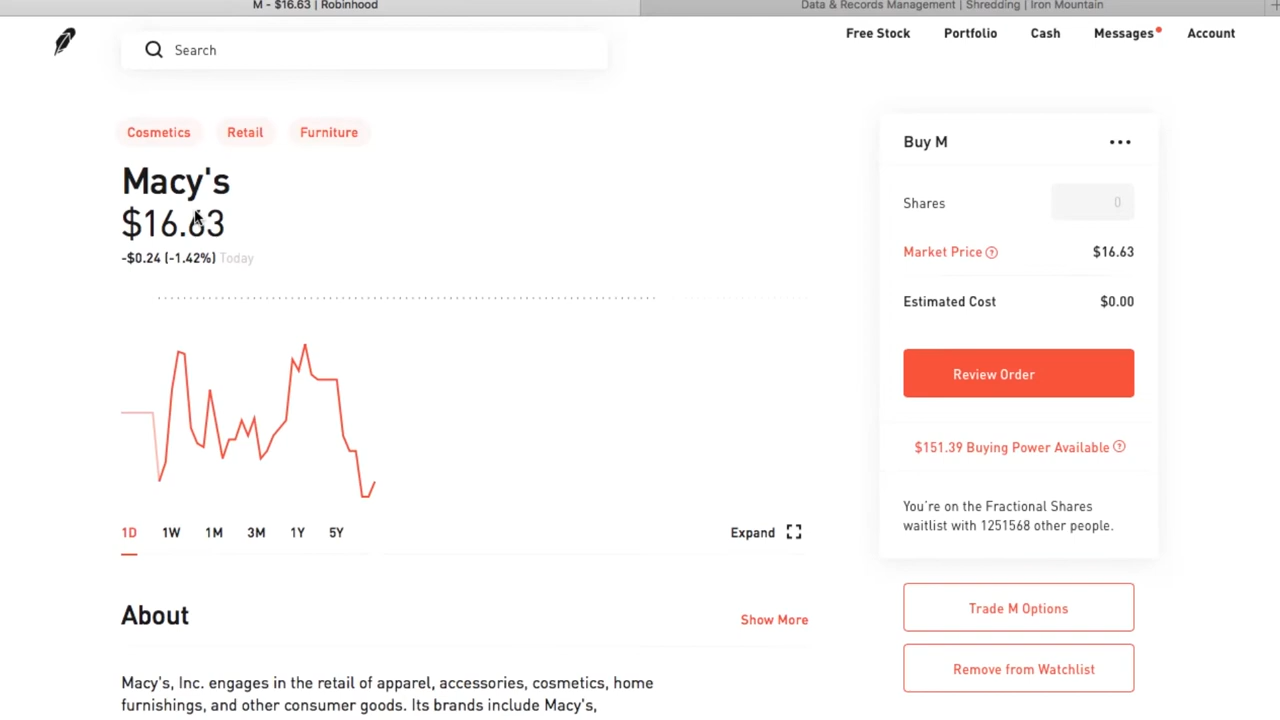 M - $16.63 | Robinhood
Data & Records Management | Shredding | Iron Mountain
Search
Free Stock
Portfolio
Cash
Messages
Account
Cosmetics
Retail
Furniture
Macy's
$16.63
-$0.24 (-1.42%) Today
1D
1W
1M
3M
1Y
5Y
Expand
About
Show More
Macy's, Inc. engages in the retail of apparel, accessories, cosmetics, home
furnishings, and other consumer goods. Its brands include Macy's,
Buy M
Shares
0
Market Price
$16.63
Estimated Cost
$0.00
Review Order
$151.39 Buying Power Available
You're on the Fractional Shares
waitlist with 1251568 other people.
Trade M Options
Remove from Watchlist